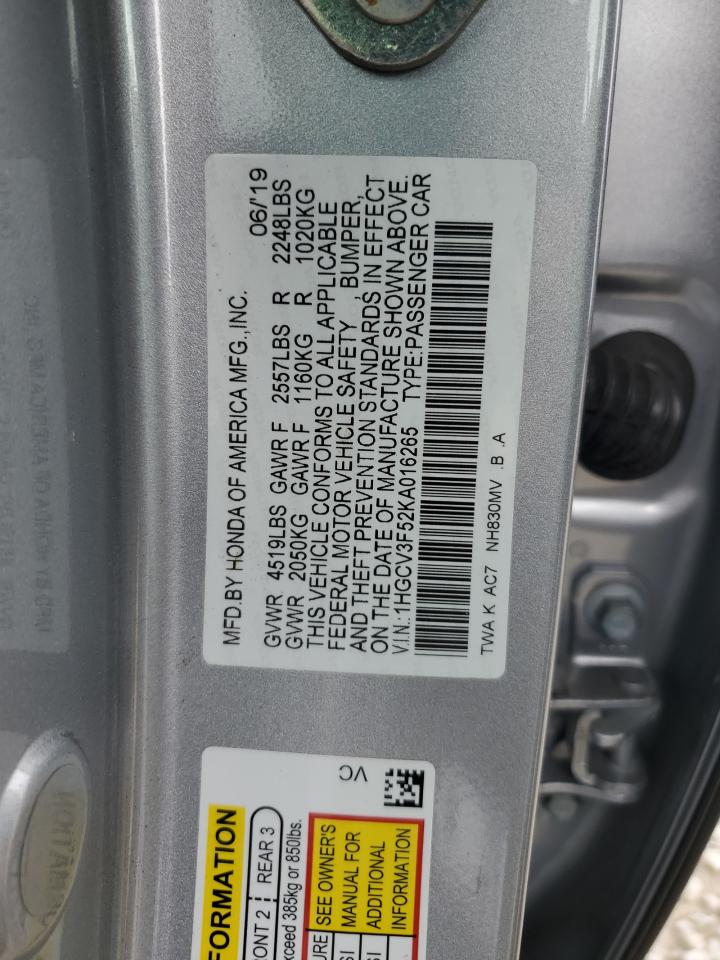 MFD.BY HONDA OF AMERICA MFG.,INC. 06/'19
GVWR 4519LBS GAWR F 2557LBS R 2248LBS
GVWR 2050KG GAWR F 1160KG R 1020KG
THIS VEHICLE CONFORMS TO ALL APPLICABLE
FEDERAL MOTOR VEHICLE SAFETY , BUMPER,
AND THEFT PREVENTION STANDARDS IN EFFECT
ON THE DATE OF MANUFACTURE SHOWN ABOVE.
V.I.N.:1HGCV3F52KA016265 TYPE:PASSENGER CAR
TWA K AC7 NH830MV .B .A
VC
FORMATION
ONT 2 REAR 3
xceed 385kg or 850lbs.
URE SEE OWNER'S
SI MANUAL FOR
SI ADDITIONAL
INFORMATION